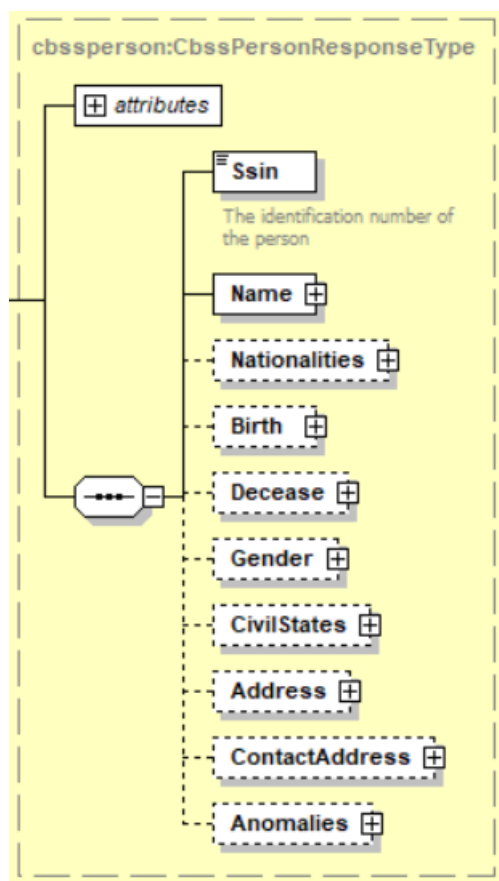 cbssperson:CbssPersonResponseType
attributes
Ssin
The identification number of
the person
Name
Nationalities
Birth
Decease
Gender
CivilStates
Address
ContactAddress
Anomalies